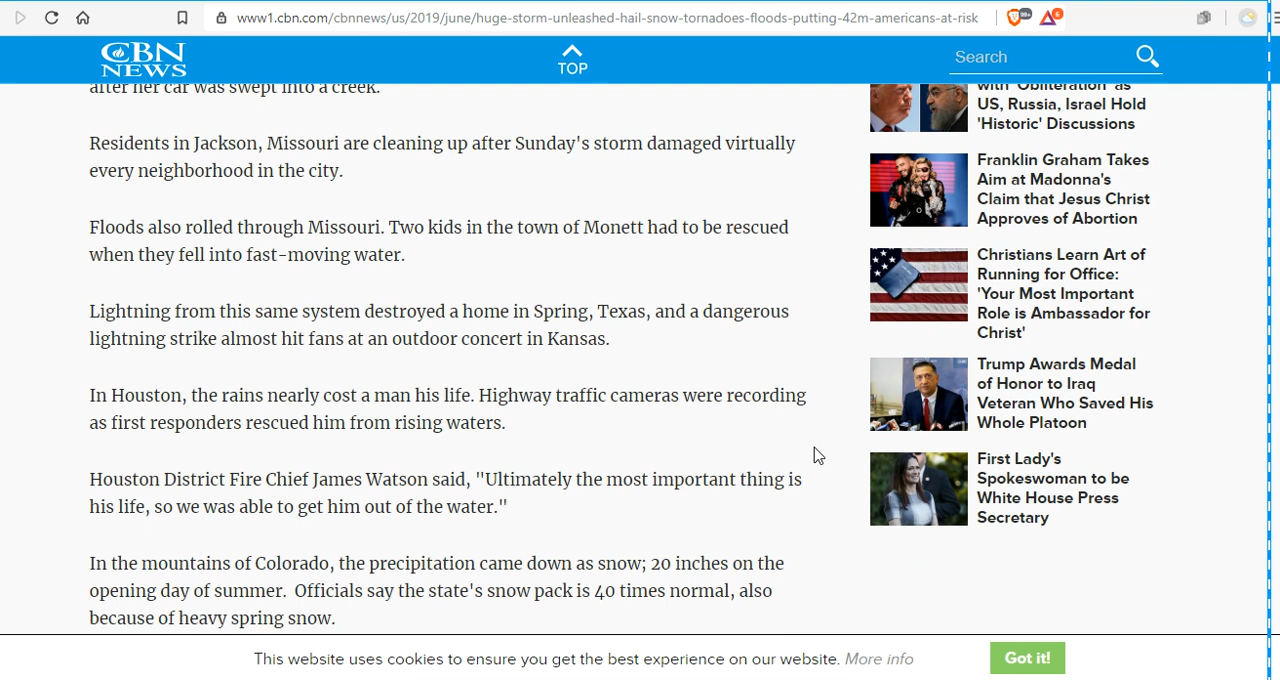 www1.cbn.com/cbnnews/us/2019/june/huge-storm-unleashed-hail-snow-tornadoes-floods-putting-42m-americans-at-risk
99+
6
CBN
NEWS
TOP
Search
after her car was swept into a creek.
Residents in Jackson, Missouri are cleaning up after Sunday's storm damaged virtually
every neighborhood in the city.
Floods also rolled through Missouri. Two kids in the town of Monett had to be rescued
when they fell into fast-moving water.
Lightning from this same system destroyed a home in Spring, Texas, and a dangerous
lightning strike almost hit fans at an outdoor concert in Kansas.
In Houston, the rains nearly cost a man his life. Highway traffic cameras were recording
as first responders rescued him from rising waters.
Houston District Fire Chief James Watson said, "Ultimately the most important thing is
his life, so we was able to get him out of the water."
In the mountains of Colorado, the precipitation came down as snow; 20 inches on the
opening day of summer.  Officials say the state's snow pack is 40 times normal, also
because of heavy spring snow.
with 'Obliteration' as
US, Russia, Israel Hold
'Historic' Discussions
Franklin Graham Takes
Aim at Madonna's
Claim that Jesus Christ
Approves of Abortion
Christians Learn Art of
Running for Office:
'Your Most Important
Role is Ambassador for
Christ'
Trump Awards Medal
of Honor to Iraq
Veteran Who Saved His
Whole Platoon
First Lady's
Spokeswoman to be
White House Press
Secretary
This website uses cookies to ensure you get the best experience on our website. More info
Got it!